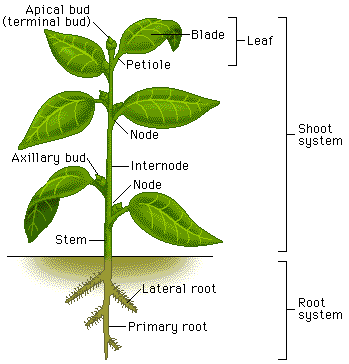 Apical bud
(terminal bud)
Blade
Leaf
Petiole
Node
Shoot
system
Axillary bud
Internode
Node
Stem
Lateral root
Root
system
Primary root